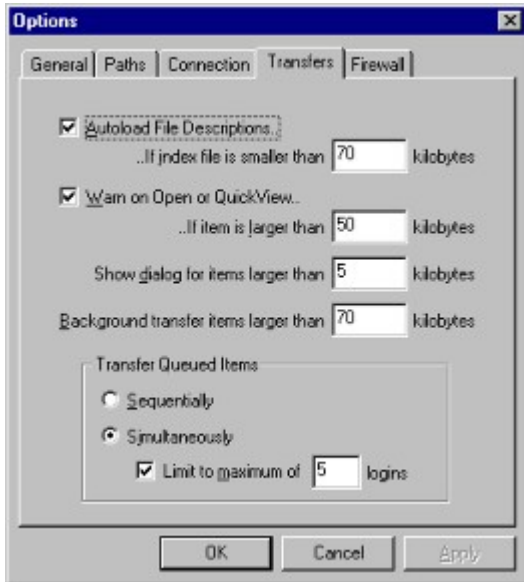 Options
General Paths Connection Transfers Firewall
Autoload File Descriptions..
..If index file is smaller than 70 kilobytes
Warn on Open or QuickView..
..If item is larger than 50 kilobytes
Show dialog for items larger than 5 kilobytes
Background transfer items larger than 70 kilobytes
Transfer Queued Items
Sequentially
Simultaneously
Limit to maximum of 5 logins
OK Cancel Apply